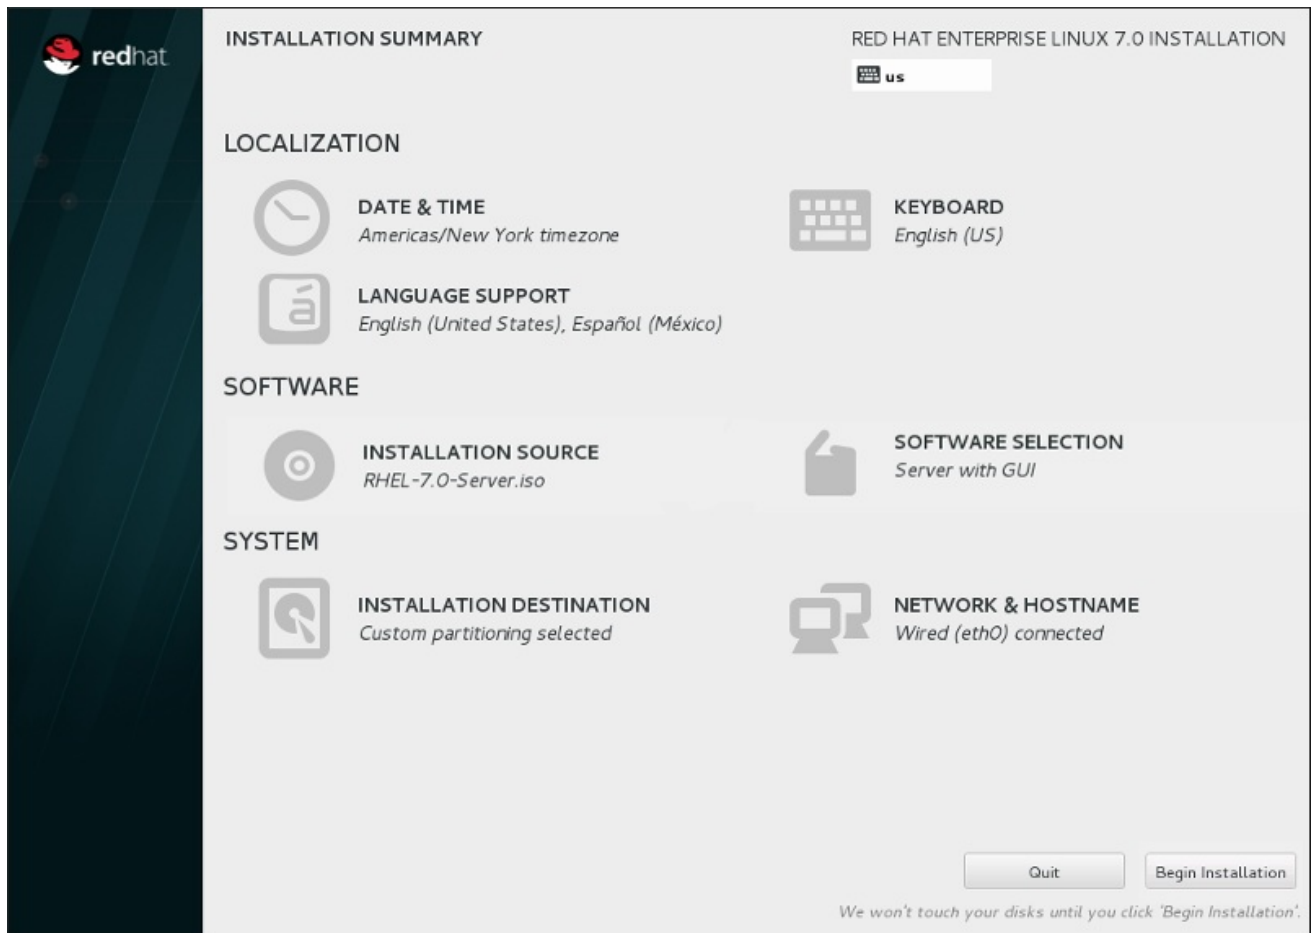 redhat
INSTALLATION SUMMARY
RED HAT ENTERPRISE LINUX 7.0 INSTALLATION
us
LOCALIZATION
DATE & TIME
Americas/New York timezone
KEYBOARD
English (US)
á
LANGUAGE SUPPORT
English (United States), Español (México)
SOFTWARE
INSTALLATION SOURCE
RHEL-7.0-Server.iso
SOFTWARE SELECTION
Server with GUI
SYSTEM
INSTALLATION DESTINATION
Custom partitioning selected
NETWORK & HOSTNAME
Wired (eth0) connected
Quit
Begin Installation
We won't touch your disks until you click 'Begin Installation'.